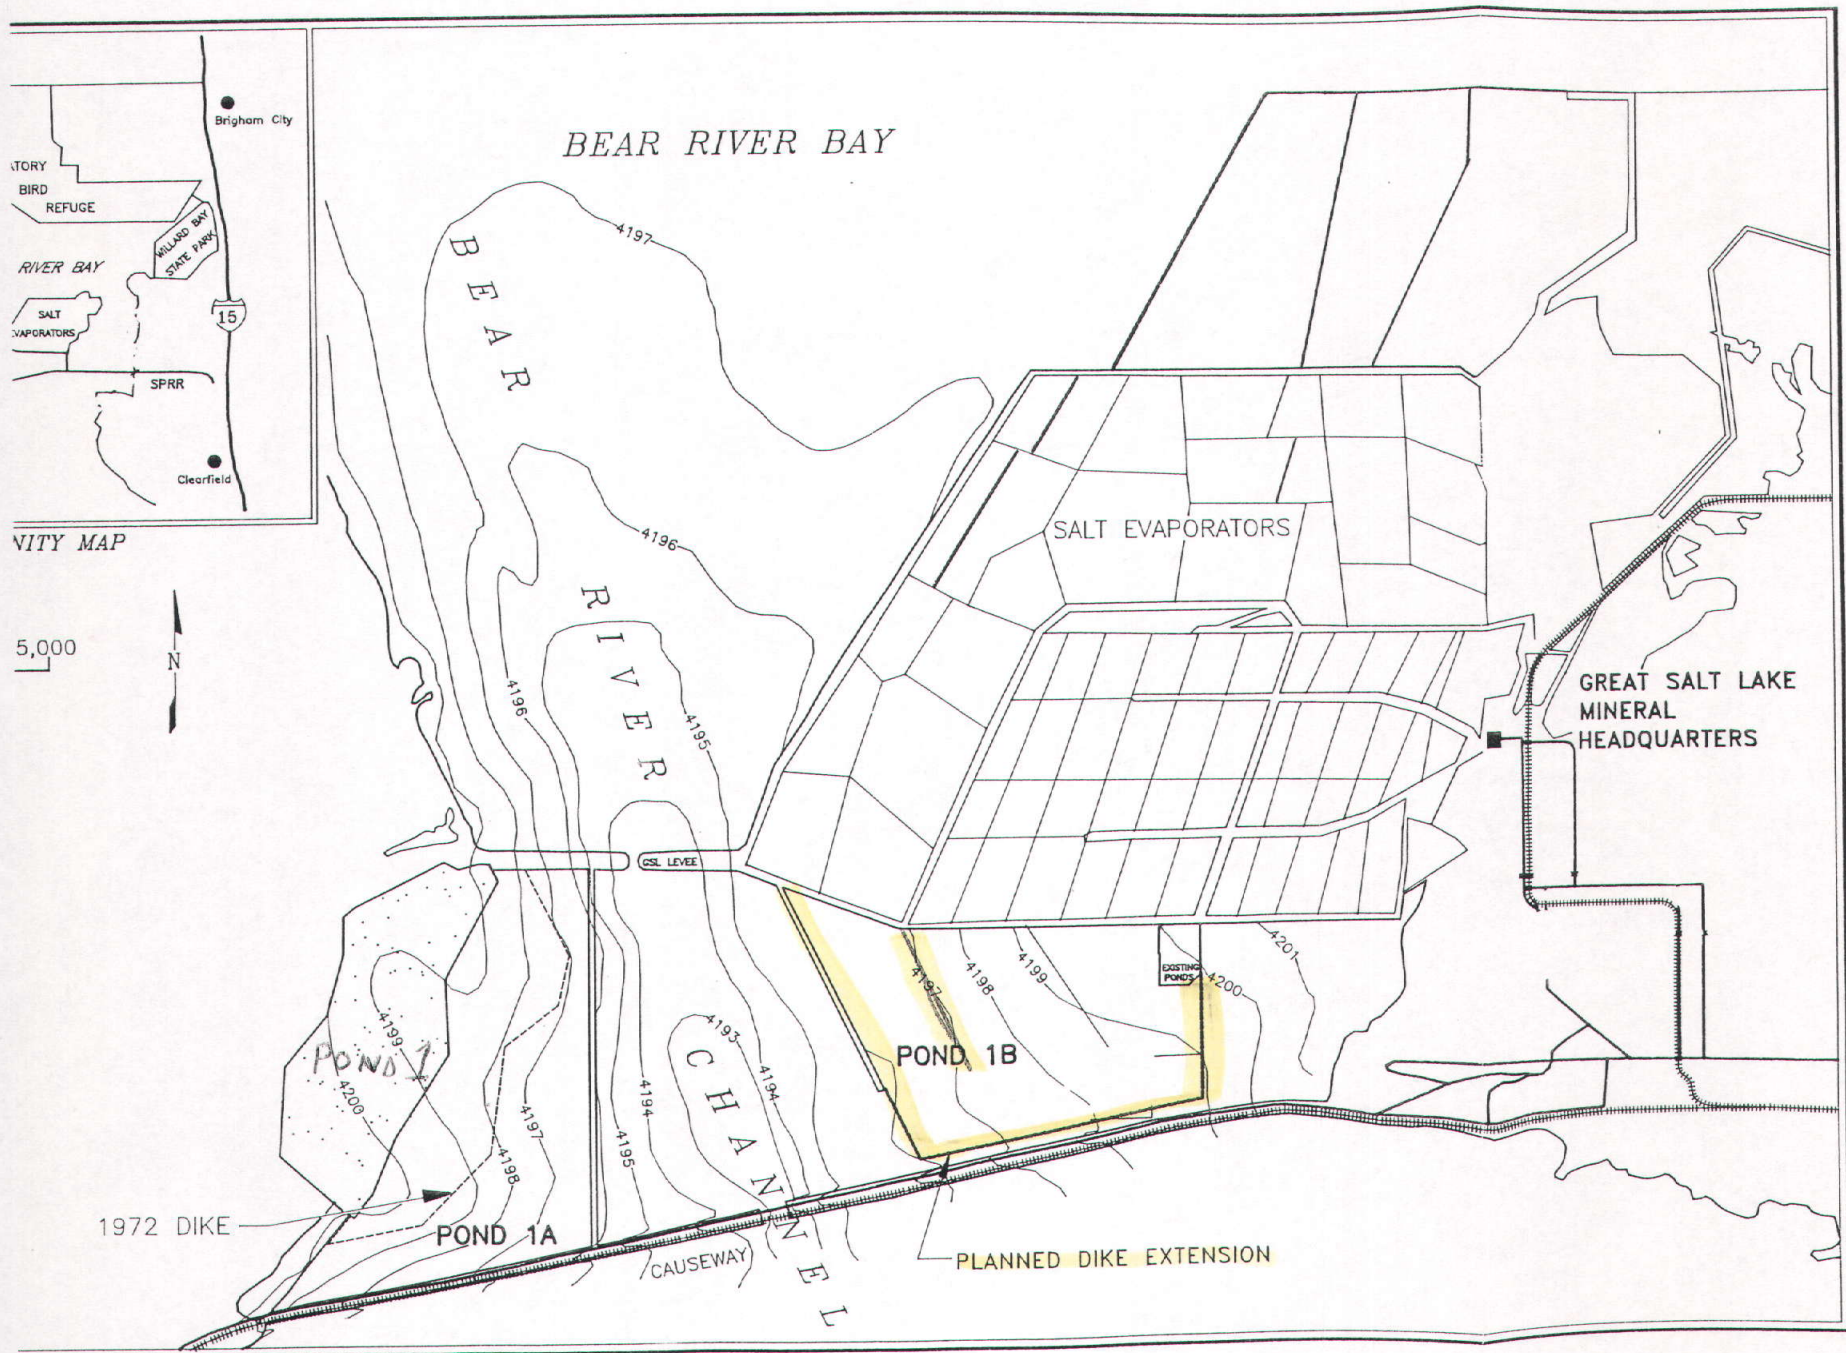 Brigham City
ATORY
BIRD
REFUGE
WILLARD BAY
STATE PARK
RIVER BAY
SALT
EVAPORATORS
15
SPRR
Clearfield
NITY MAP
5,000
N
BEAR RIVER BAY
BEAR
RIVER
CHANNEL
4197
4196
4196
4195
SALT EVAPORATORS
GREAT SALT LAKE
MINERAL
HEADQUARTERS
GSL LEVEE
4197
4198
4199
EXISTING
PONDS
4200
4201
4199
POND 1
4200
4197
4198
4194
4195
4193
4194
POND 1B
1972 DIKE
POND 1A
CAUSEWAY
PLANNED DIKE EXTENSION